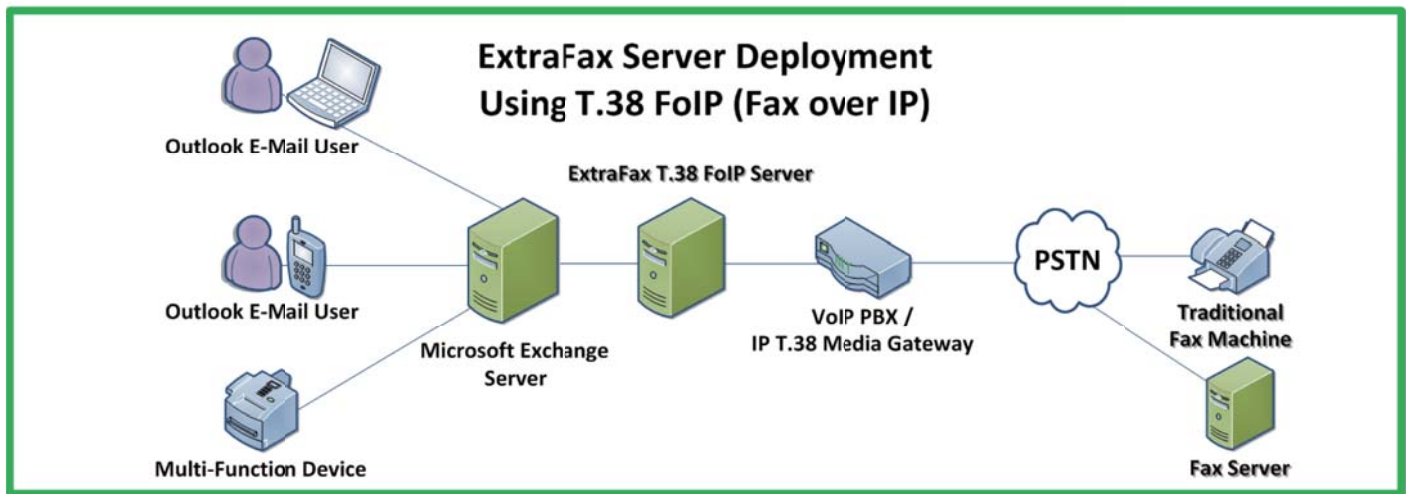 ExtraFax Server Deployment
Using T.38 FoIP (Fax over IP)
Outlook E-Mail User
ExtraFax T.38 FoIP Server
Outlook E-Mail User
Microsoft Exchange
Server
VoIP PBX /
IP T.38 Media Gateway
PSTN
Traditional
Fax Machine
Multi-Function Device
Fax Server